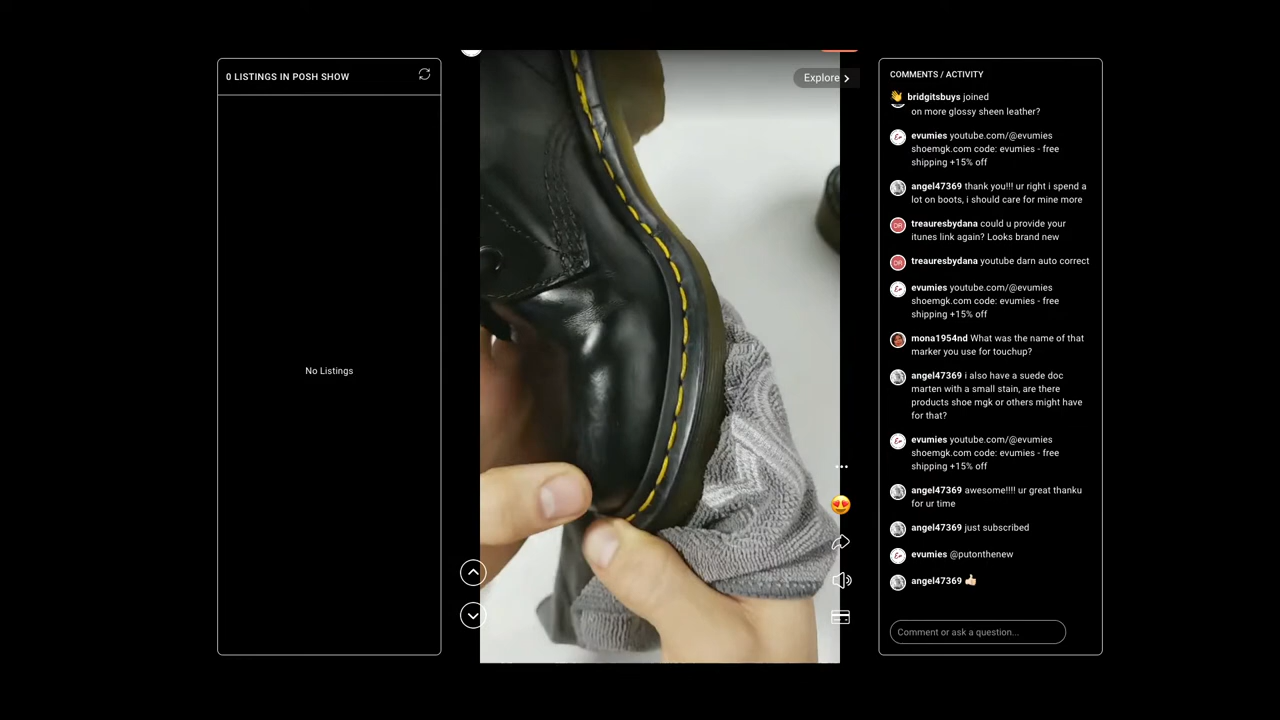 0 LISTINGS IN POSH SHOW
No Listings
Explore
COMMENTS / ACTIVITY
bridgitsbuys joined
on more glossy sheen leather?
evumies youtube.com/@evumies
shoemgk.com code: evumies - free
shipping +15% off
angel47369 thank you!!! ur right i spend a
lot on boots, i should care for mine more
treauresbydana could u provide your
itunes link again? Looks brand new
treauresbydana youtube darn auto correct
evumies youtube.com/@evumies
shoemgk.com code: evumies - free
shipping +15% off
mona1954nd What was the name of that
marker you use for touchup?
angel47369 i also have a suede doc
marten with a small stain, are there
products shoe mgk or others might have
for that?
evumies youtube.com/@evumies
shoemgk.com code: evumies - free
shipping +15% off
angel47369 awesome!!!! ur great thanku
for ur time
angel47369 just subscribed
evumies @putonthenew
angel47369 👍🏻
Comment or ask a question...